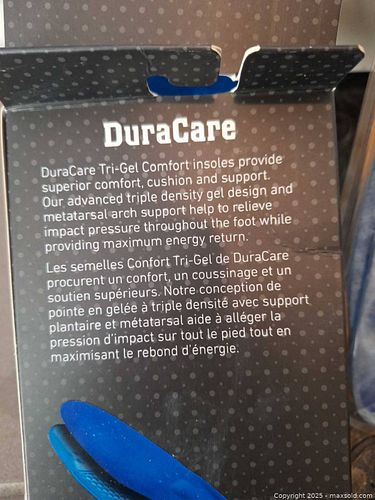 DuraCare
DuraCare Tri-Gel Comfort insoles provide
superior comfort, cushion and support.
Our advanced triple density gel design and
metatarsal arch support help to relieve
impact pressure throughout the foot while
providing maximum energy return.
Les semelles Confort Tri-Gel de DuraCare
procurent un confort, un coussinage et un
soutien supérieurs. Notre conception de
pointe en gelée à triple densité avec support
plantaire et métatarsal aide à alléger la
pression d'impact sur tout le pied tout en
maximisant le rebond d'énergie.
Copyright 2025 - maxsold.com